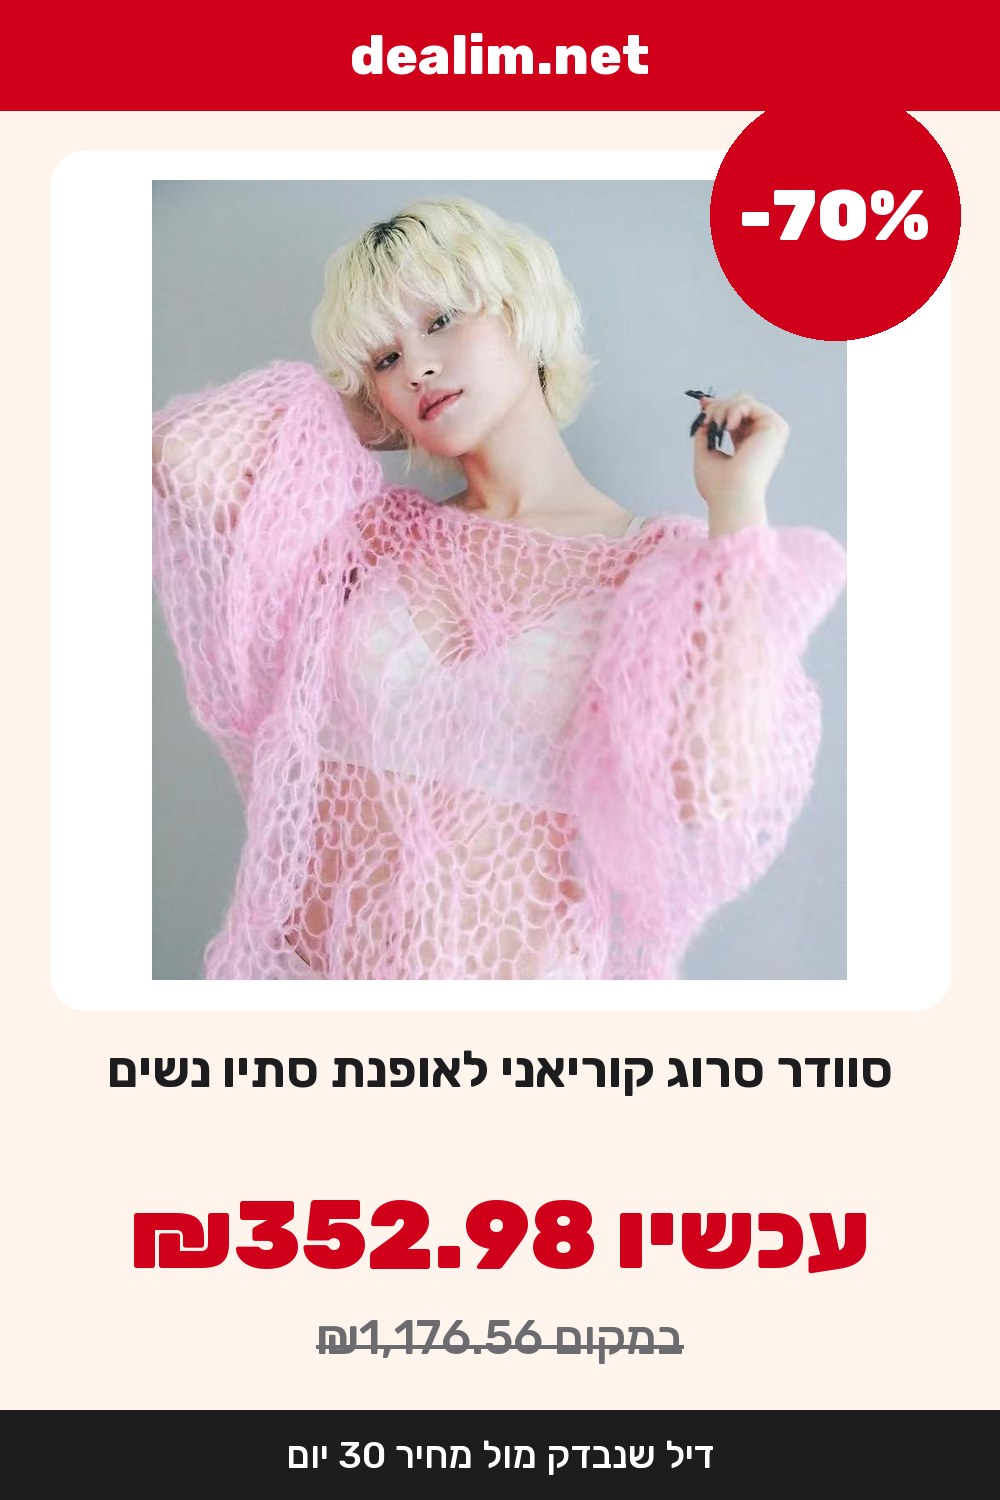 dealim.net
-70%
סוודר סרוג קוריאני לאופנת סתיו נשים
עכשיו 352.98₪
במקום 1,176.56₪
דיל שנבדק מול מחיר 30 יום